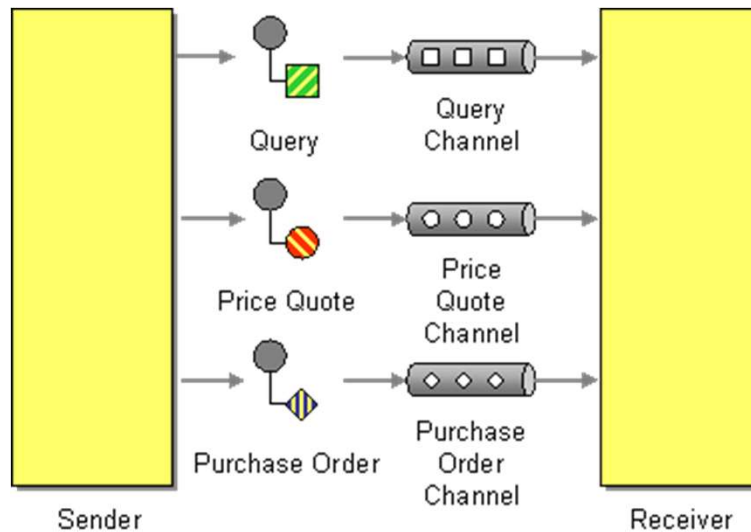 Query
Query
Channel
Price Quote
Price
Quote
Channel
Purchase Order
Purchase
Order
Channel
Sender
Receiver